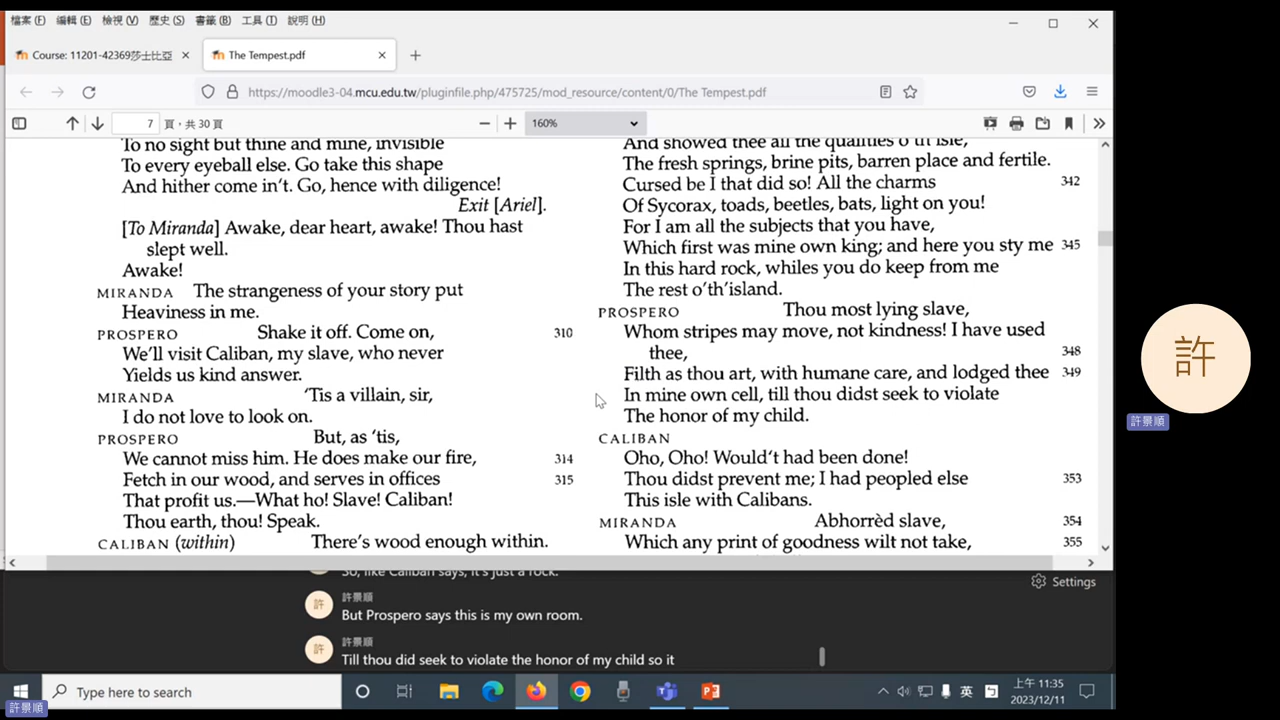 檔案(F) 編輯(E) 檢視(V) 歷史(S) 書籤(B) 工具(T) 說明(H)
Course: 11201-42369莎士比亞
The Tempest.pdf
https://moodle3-04.mcu.edu.tw/pluginfile.php/475725/mod_resource/content/0/The Tempest.pdf
7 頁，共 30 頁
160%
To no sight but thine and mine, invisible
To every eyeball else. Go take this shape
And hither come in't. Go, hence with diligence!
Exit [Ariel].
[To Miranda] Awake, dear heart, awake! Thou hast
slept well.
Awake!
MIRANDA The strangeness of your story put
Heaviness in me.
PROSPERO Shake it off. Come on, 310
We'll visit Caliban, my slave, who never
Yields us kind answer.
MIRANDA 'Tis a villain, sir,
I do not love to look on.
PROSPERO But, as 'tis,
We cannot miss him. He does make our fire, 314
Fetch in our wood, and serves in offices 315
That profit us.—What ho! Slave! Caliban!
Thou earth, thou! Speak.
CALIBAN (within) There's wood enough within.
And showed thee all the qualities o'th'isle,
The fresh springs, brine pits, barren place and fertile.
Cursed be I that did so! All the charms 342
Of Sycorax, toads, beetles, bats, light on you!
For I am all the subjects that you have,
Which first was mine own king; and here you sty me 345
In this hard rock, whiles you do keep from me
The rest o'th'island.
PROSPERO Thou most lying slave,
Whom stripes may move, not kindness! I have used
thee, 348
Filth as thou art, with humane care, and lodged thee 349
In mine own cell, till thou didst seek to violate
The honor of my child.
CALIBAN
Oho, Oho! Would't had been done!
Thou didst prevent me; I had peopled else 353
This isle with Calibans.
MIRANDA Abhorrèd slave, 354
Which any print of goodness wilt not take, 355
So, like Caliban says, it's just a rock.
許景順
But Prospero says this is my own room.
許景順
Till thou did seek to violate the honor of my child so it
Settings
許
許
許
許景順
Type here to search
英
上午 11:35
2023/12/11
許景順